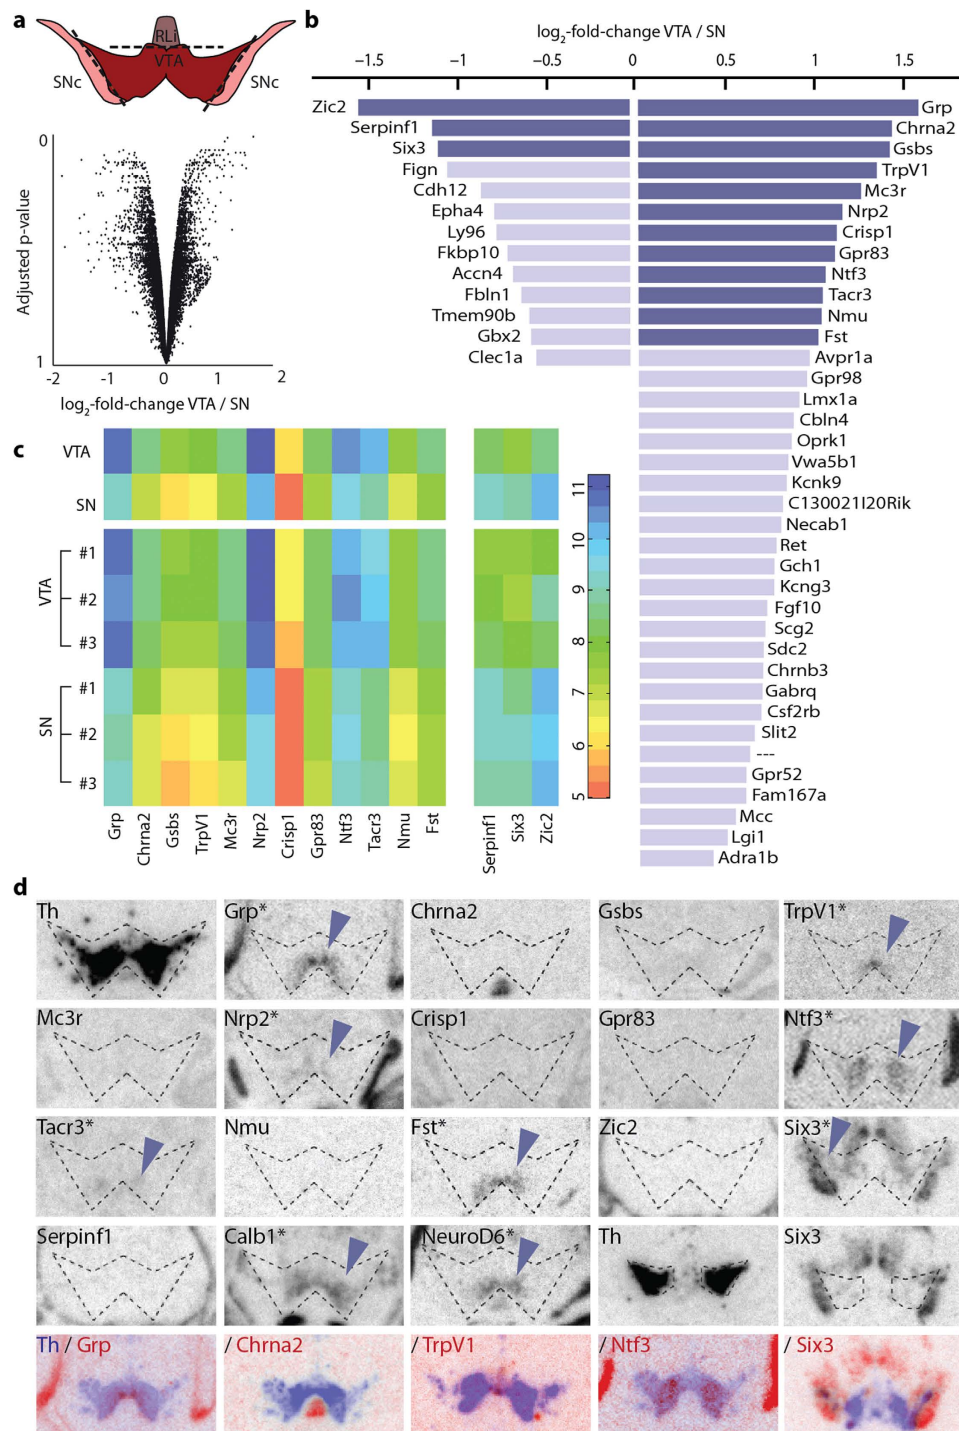 a
RLi
VTA
SNc
SNc
0
Adjusted p-value
1
-2
-1
0
1
2
log2-fold-change VTA / SN
b
log2-fold-change VTA / SN
−1.5
−1
−0.5
0
0.5
1
1.5
Zic2
Grp
Serpinf1
Chrna2
Six3
Gsbs
Fign
TrpV1
Cdh12
Mc3r
Epha4
Nrp2
Ly96
Crisp1
Fkbp10
Gpr83
Accn4
Ntf3
Fbln1
Tacr3
Tmem90b
Nmu
Gbx2
Fst
Clec1a
Avpr1a
Gpr98
Lmx1a
Cbln4
Oprk1
Vwa5b1
Kcnk9
C130021I20Rik
Necab1
Ret
Gch1
Kcng3
Fgf10
Scg2
Sdc2
Chrnb3
Gabrq
Csf2rb
Slit2
---
Gpr52
Fam167a
Mcc
Lgi1
Adra1b
c
VTA
SN
VTA
#1
#2
#3
SN
#1
#2
#3
Grp
Chrna2
Gsbs
TrpV1
Mc3r
Nrp2
Crisp1
Gpr83
Ntf3
Tacr3
Nmu
Fst
Serpinf1
Six3
Zic2
11
10
9
8
7
6
5
d
Th
Grp*
Chrna2
Gsbs
TrpV1*
Mc3r
Nrp2*
Crisp1
Gpr83
Ntf3*
Tacr3*
Nmu
Fst*
Zic2
Six3*
Serpinf1
Calb1*
NeuroD6*
Th
Six3
Th / Grp
/ Chrna2
/ TrpV1
/ Ntf3
/ Six3